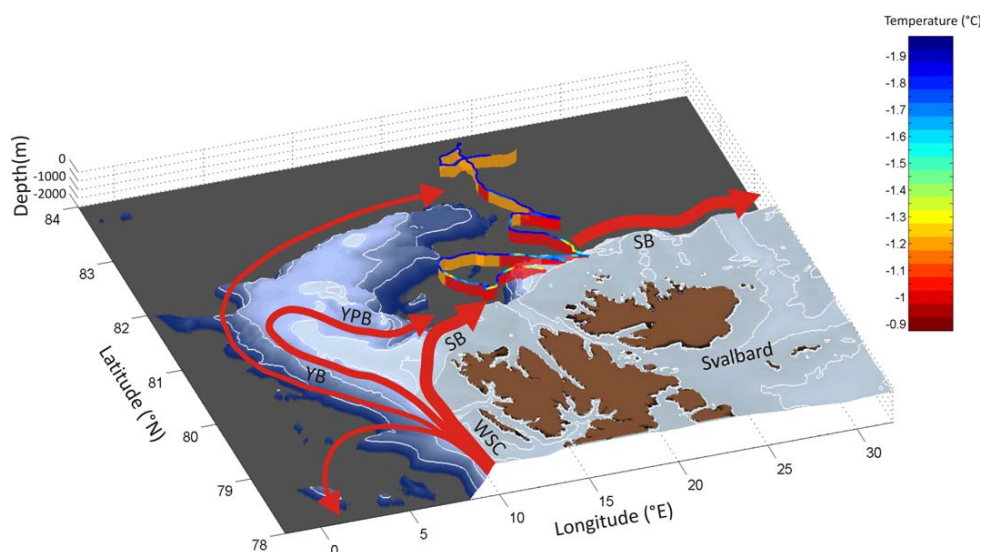 Temperature (°C)
-1.9
-1.8
-1.7
-1.6
-1.5
-1.4
-1.3
-1.2
-1.1
-1
-0.9
Depth(m)
0
-1000
-2000
84
83
82
81
80
79
78
Latitude (°N)
0
5
10
15
20
25
30
Longitude (°E)
SB
YPB
SB
YB
WSC
Svalbard